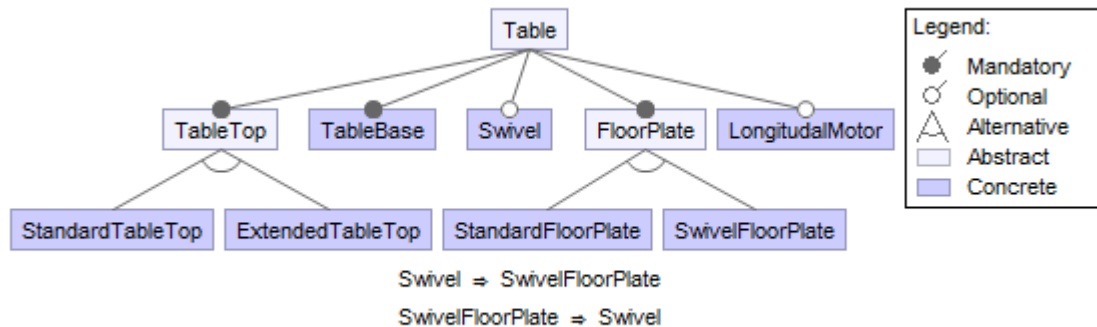 Table
Legend:
Mandatory
Optional
Alternative
Abstract
Concrete
TableTop
TableBase
Swivel
FloorPlate
LongitudalMotor
StandardTableTop
ExtendedTableTop
StandardFloorPlate
SwivelFloorPlate
Swivel ⇒ SwivelFloorPlate
SwivelFloorPlate ⇒ Swivel